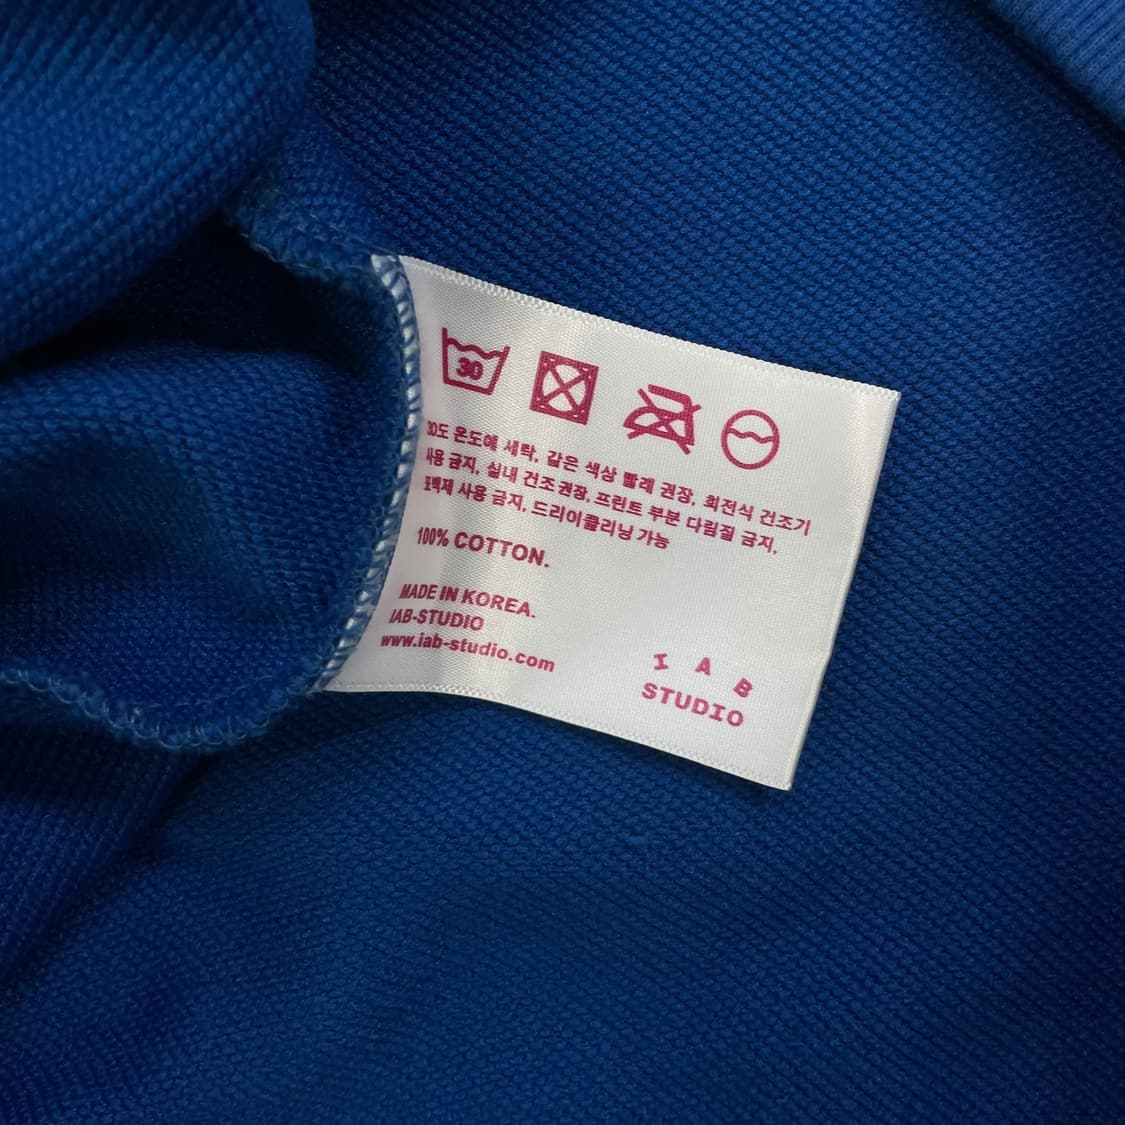 30
30도 온도에 세탁, 같은 색상 빨래 권장, 회전식 건조기
사용 금지, 실내 건조 권장, 프린트 부분 다림질 금지,
표백제 사용 금지, 드리이클리닝 가능
100% COTTON.
MADE IN KOREA.
IAB-STUDIO
www.iab-studio.com
I A B
STUDIO